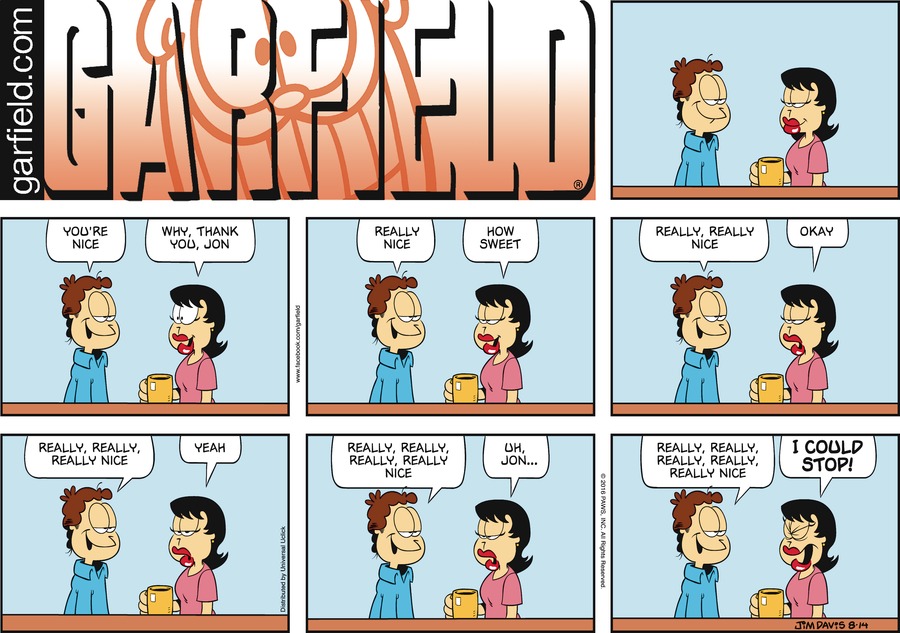 garfield.com
GARFIELD
®
YOU'RE
NICE
WHY, THANK
YOU, JON
www.facebook.com/garfield
REALLY
NICE
HOW
SWEET
REALLY, REALLY
NICE
OKAY
REALLY, REALLY,
REALLY NICE
YEAH
Distributed by Universal Uclick
REALLY, REALLY,
REALLY, REALLY
NICE
UH,
JON...
© 2016 PAWS, INC. All Rights Reserved.
REALLY, REALLY,
REALLY, REALLY,
REALLY NICE
I COULD
STOP!
JIM DAVIS 8-14